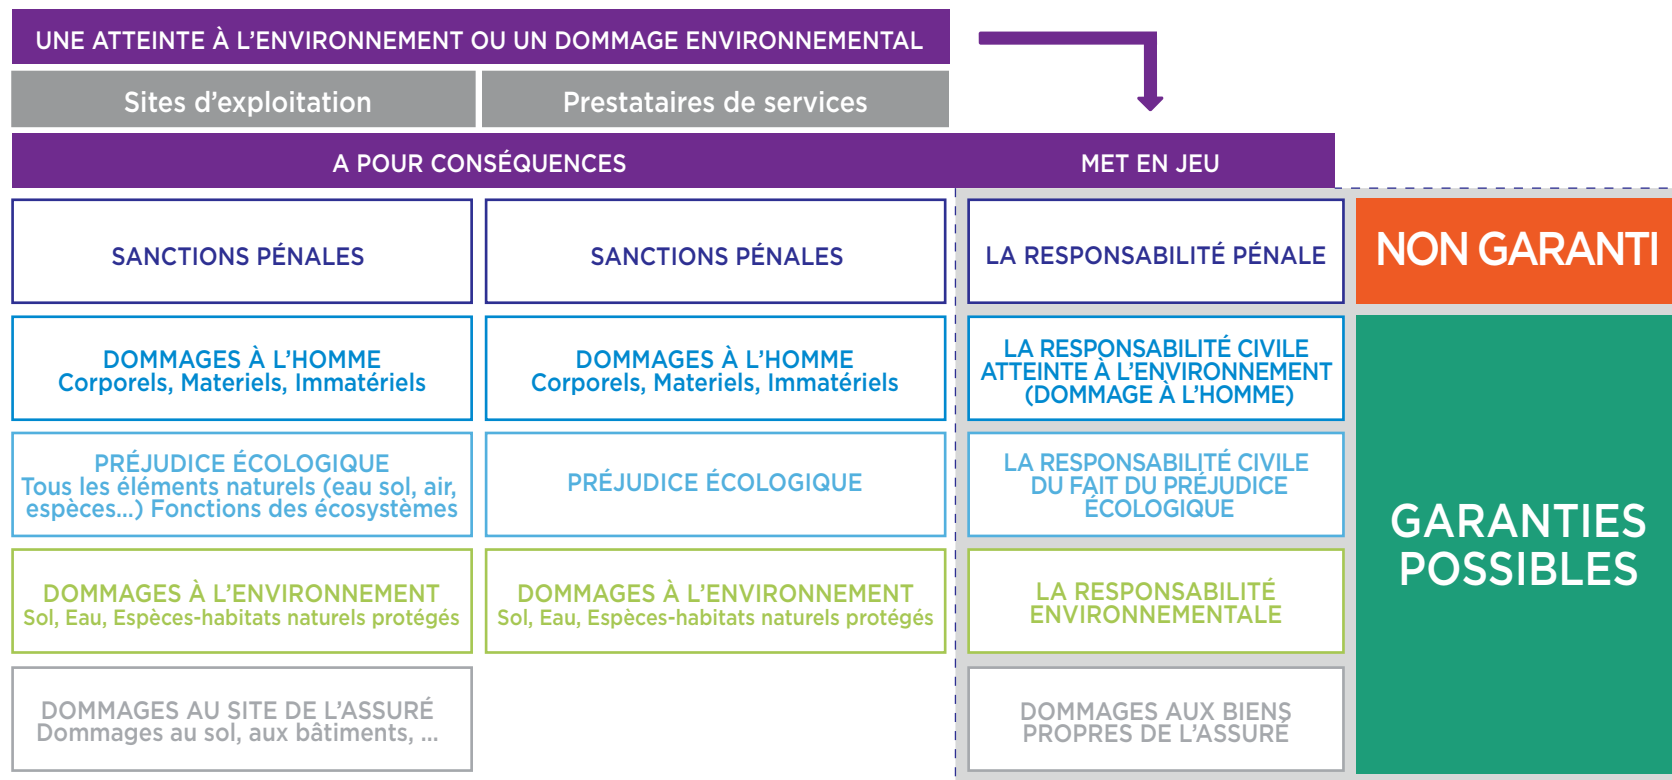 UNE ATTEINTE À L’ENVIRONNEMENT OU UN DOMMAGE ENVIRONNEMENTAL
Sites d’exploitation
Prestataires de services
A POUR CONSÉQUENCES
MET EN JEU
SANCTIONS PÉNALES
SANCTIONS PÉNALES
LA RESPONSABILITÉ PÉNALE
NON GARANTI
DOMMAGES À L’HOMME
Corporels, Materiels, Immatériels
DOMMAGES À L’HOMME
Corporels, Materiels, Immatériels
LA RESPONSABILITÉ CIVILE
ATTEINTE À L’ENVIRONNEMENT
(DOMMAGE À L’HOMME)
PRÉJUDICE ÉCOLOGIQUE
Tous les éléments naturels (eau sol, air,
espèces...) Fonctions des écosystèmes
PRÉJUDICE ÉCOLOGIQUE
LA RESPONSABILITÉ CIVILE
DU FAIT DU PRÉJUDICE
ÉCOLOGIQUE
GARANTIES
POSSIBLES
DOMMAGES À L’ENVIRONNEMENT
Sol, Eau, Espèces-habitats naturels protégés
DOMMAGES À L’ENVIRONNEMENT
Sol, Eau, Espèces-habitats naturels protégés
LA RESPONSABILITÉ
ENVIRONNEMENTALE
DOMMAGES AU SITE DE L’ASSURÉ
Dommages au sol, aux bâtiments, ...
DOMMAGES AUX BIENS
PROPRES DE L’ASSURÉ